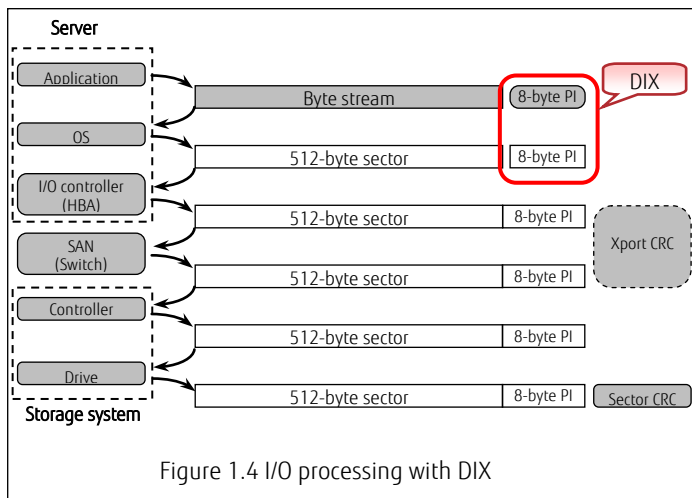 Server
Application
Byte stream
8-byte PI
DIX
OS
512-byte sector
8-byte PI
I/O controller
(HBA)
512-byte sector
8-byte PI
Xport CRC
SAN
(Switch)
512-byte sector
8-byte PI
Controller
512-byte sector
8-byte PI
Drive
512-byte sector
8-byte PI
Sector CRC
Storage system
Figure 1.4 I/O processing with DIX